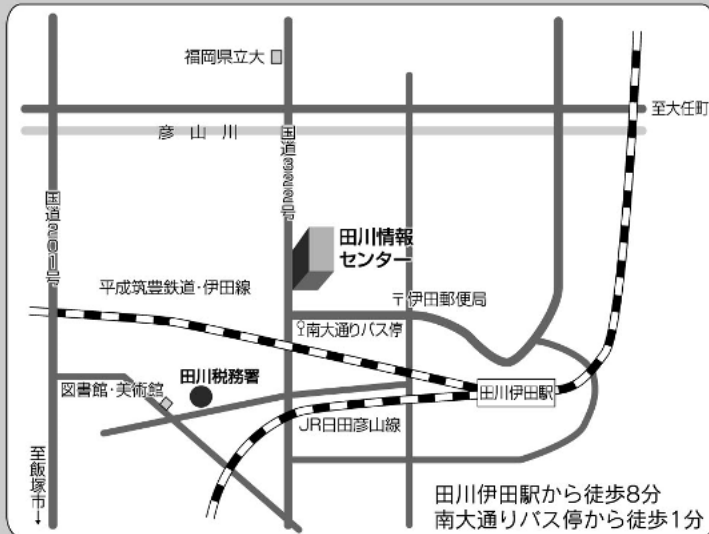 福岡県立大
至大任町
彦山川
国道322号
国道201号
田川情報
センター
平成筑豊鉄道・伊田線
〒伊田郵便局
南大通りバス停
田川税務署
図書館・美術館
田川伊田駅
JR日田彦山線
至飯塚市→
田川伊田駅から徒歩8分
南大通りバス停から徒歩1分